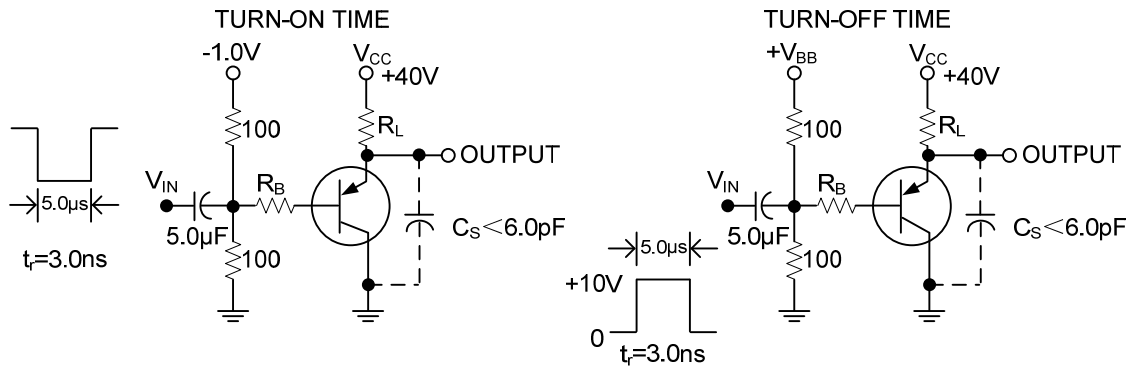 TURN-ON TIME
-1.0V
VCC
+40V
100
RL
OUTPUT
VIN
RB
5.0μF
CS<6.0pF
100
5.0μs
tr=3.0ns
TURN-OFF TIME
+VBB
VCC
+40V
100
RL
OUTPUT
VIN
RB
5.0μF
CS<6.0pF
100
5.0μs
+10V
0
tr=3.0ns